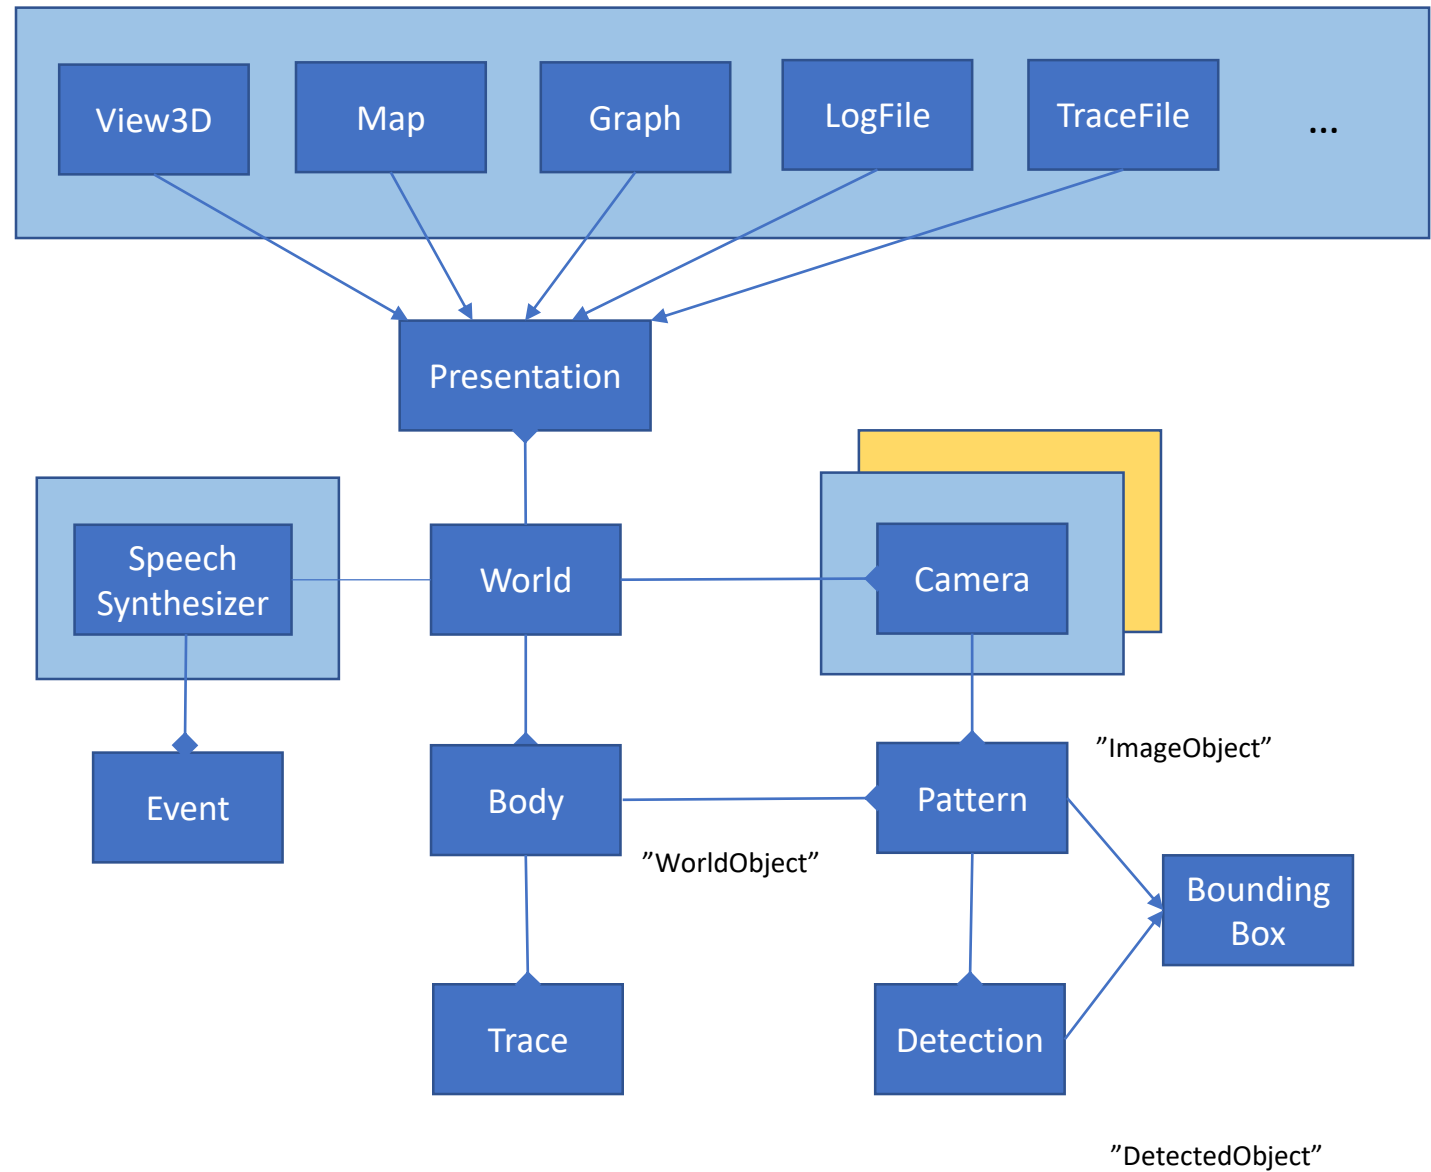 View3D
Map
Graph
LogFile
TraceFile
...
Presentation
Speech
Synthesizer
World
Camera
”ImageObject”
Event
Body
Pattern
”WorldObject”
Bounding
Box
Trace
Detection
”DetectedObject”